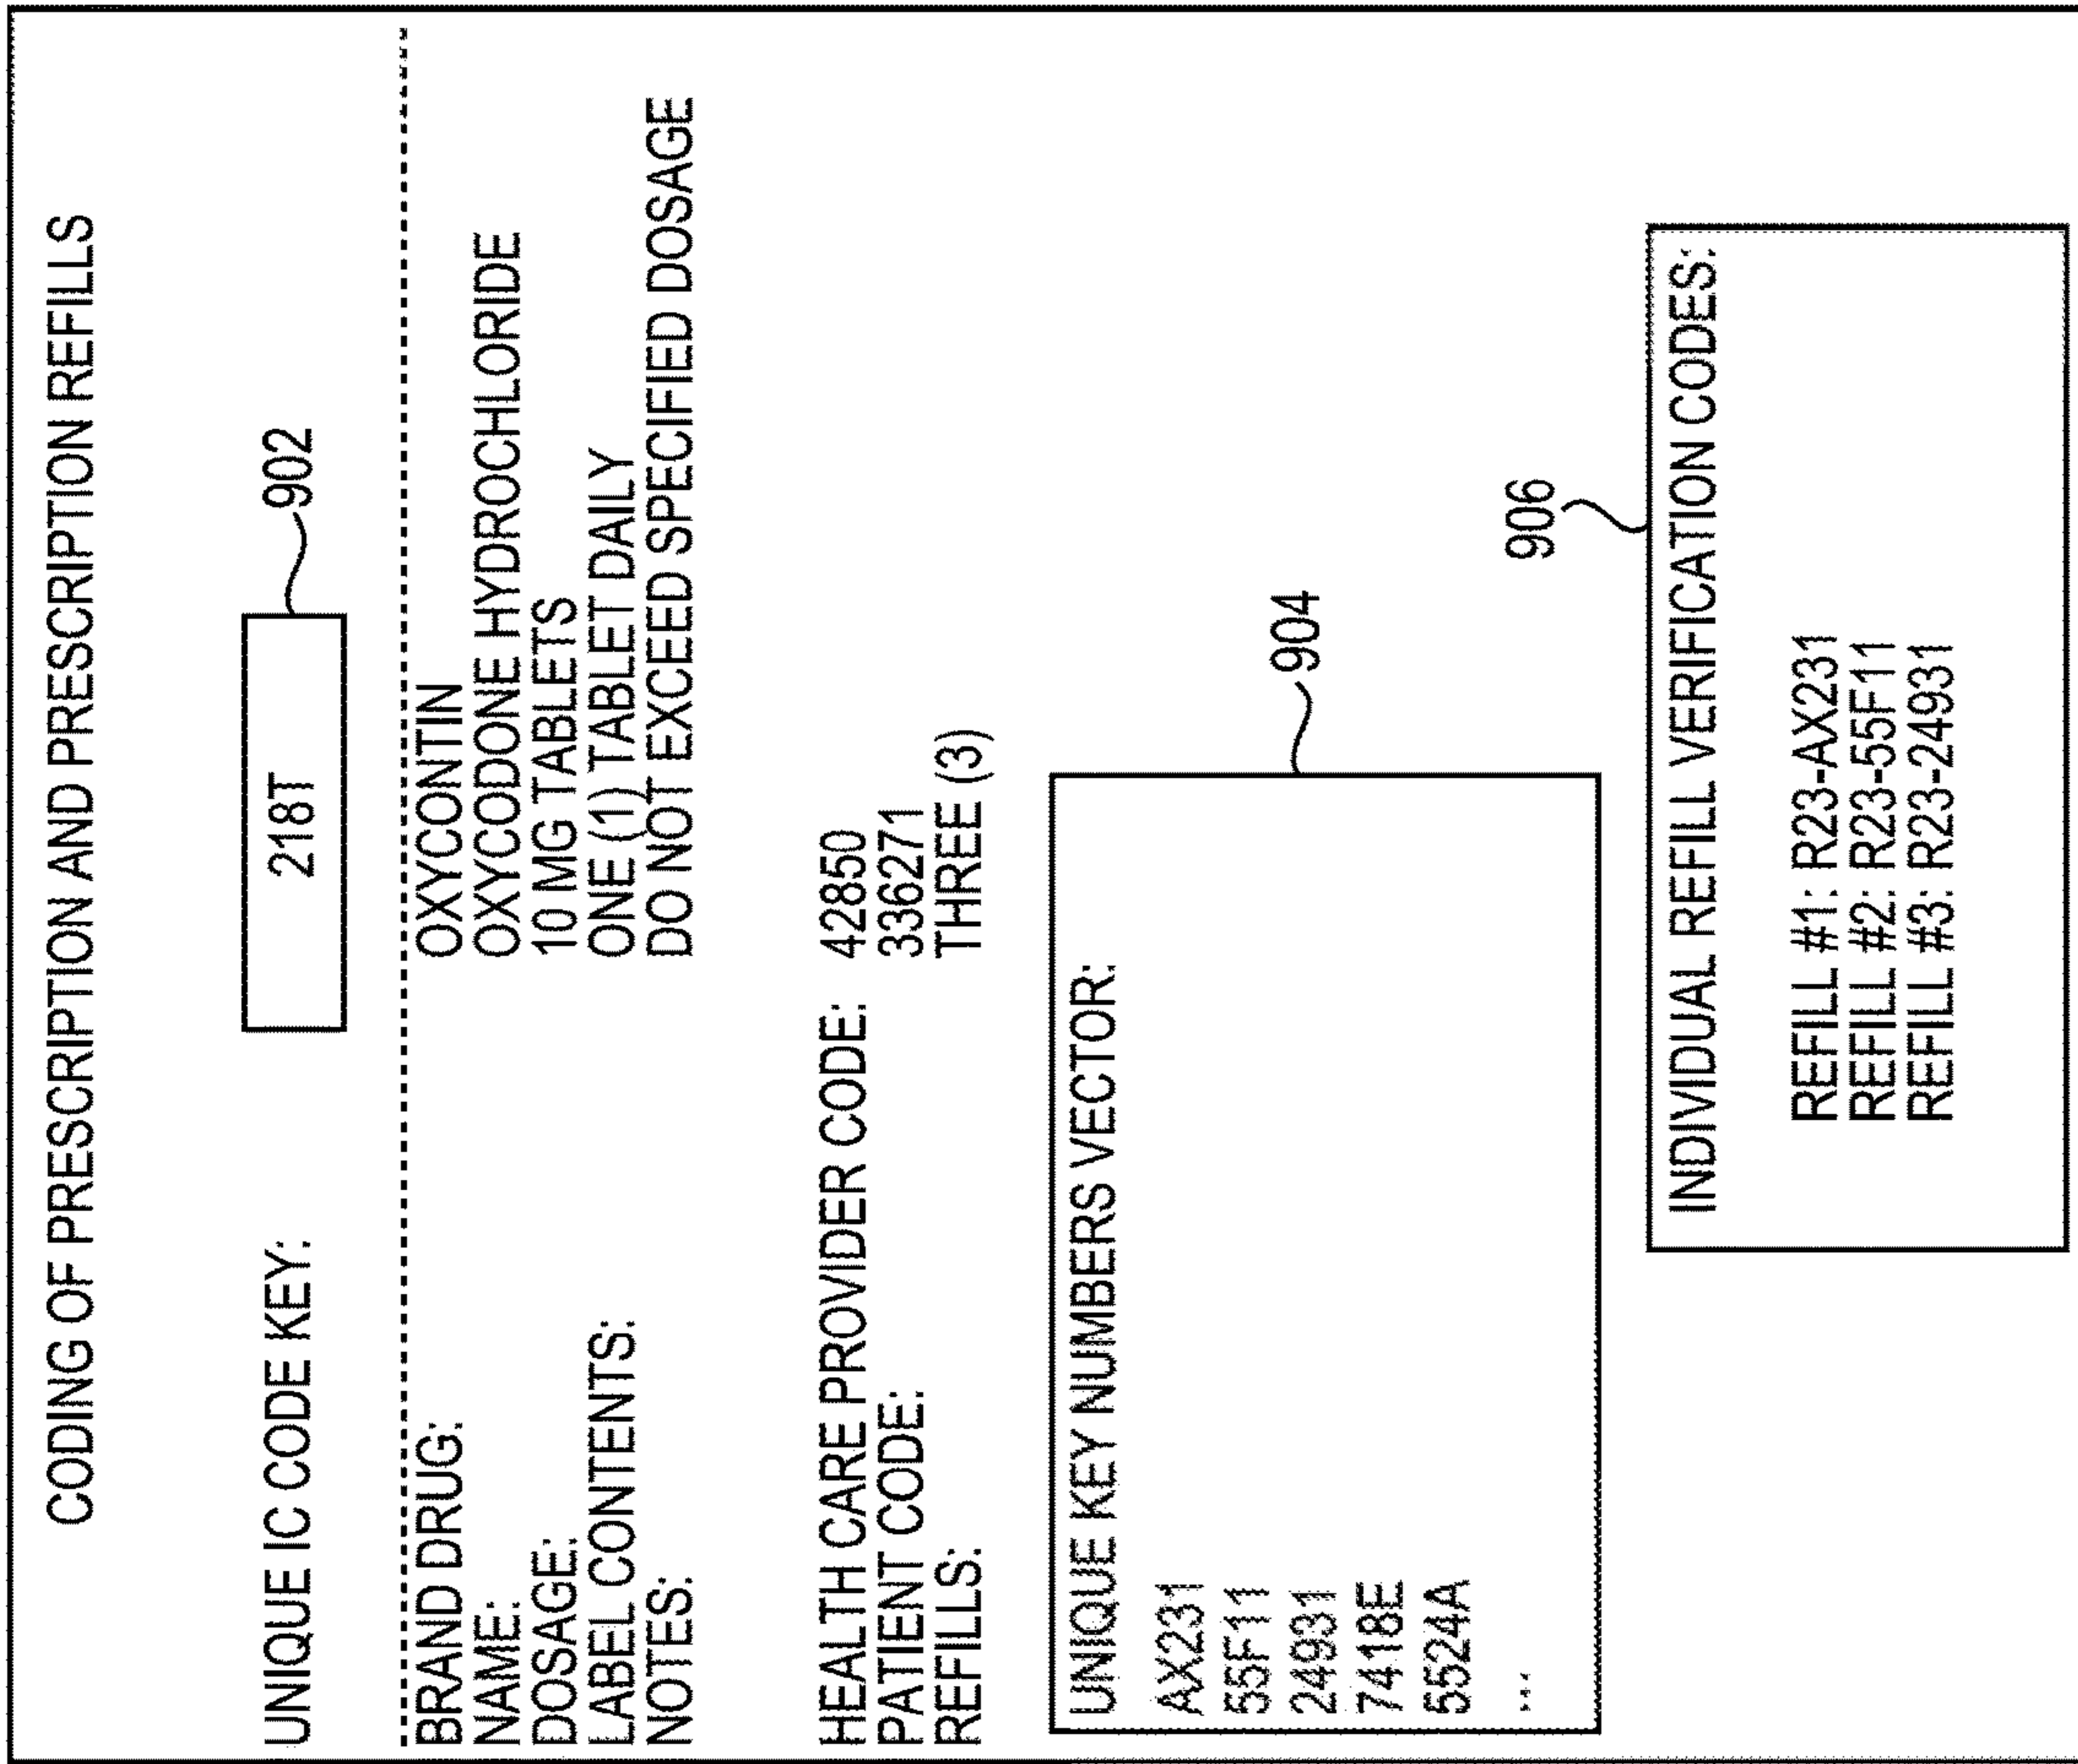 CODING OF PRESCRIPTION AND PRESCRIPTION REFILLS
UNIQUE IC CODE KEY: 218T 902
BRAND DRUG: OXYCONTIN
NAME: OXYCODONE HYDROCHLORIDE
DOSAGE: 10 MG TABLETS
LABEL CONTENTS: ONE (1) TABLET DAILY
NOTES: DO NOT EXCEED SPECIFIED DOSAGE
HEALTH CARE PROVIDER CODE: 42850
PATIENT CODE: 336271
REFILLS: THREE (3)
904
UNIQUE KEY NUMBERS VECTOR:
AX231
55F11
24931
7418E
5524A
...
906
INDIVIDUAL REFILL VERIFICATION CODES:
REFILL #1: R23-AX231
REFILL #2: R23-55F11
REFILL #3: R23-24931